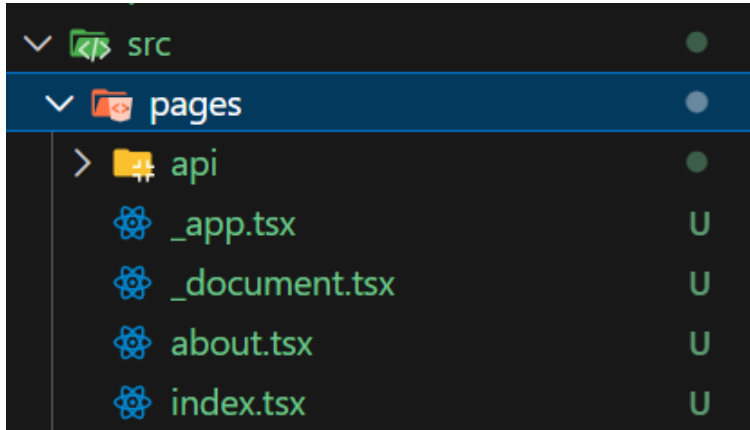 src
pages
api
_app.tsx U
_document.tsx U
about.tsx U
index.tsx U